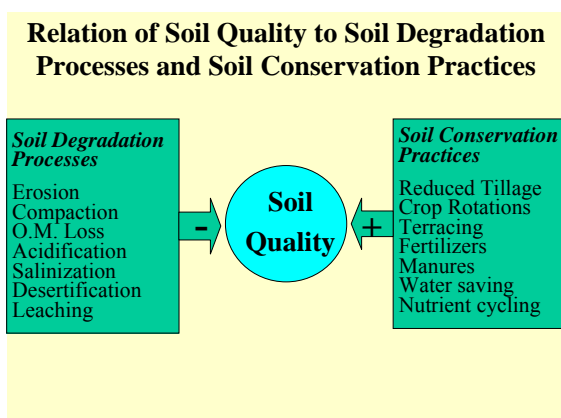 Relation of Soil Quality to Soil Degradation
Processes and Soil Conservation Practices
Soil Degradation
Processes
Erosion
Compaction
O.M. Loss
Acidification
Salinization
Desertification
Leaching
-
Soil
Quality
+
Soil Conservation
Practices
Reduced Tillage
Crop Rotations
Terracing
Fertilizers
Manures
Water saving
Nutrient cycling